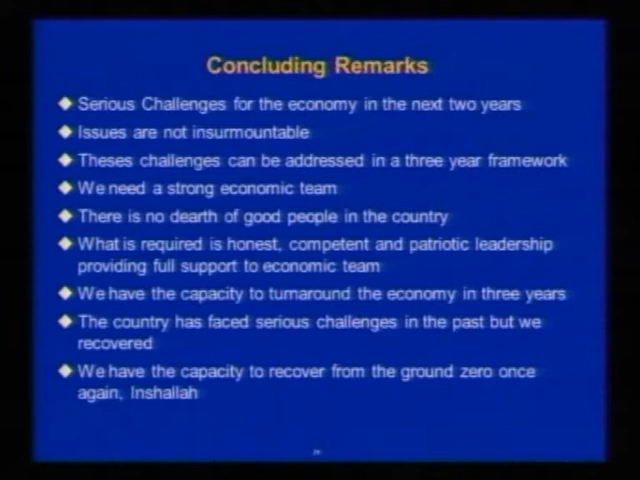 Concluding Remarks
Serious Challenges for the economy in the next two years
Issues are not insurmountable
Theses challenges can be addressed in a three year framework
We need a strong economic team
There is no dearth of good people in the country
What is required is honest, competent and patriotic leadership
providing full support to economic team
We have the capacity to turnaround the economy in three years
The country has faced serious challenges in the past but we
recovered
We have the capacity to recover from the ground zero once
again, Inshallah